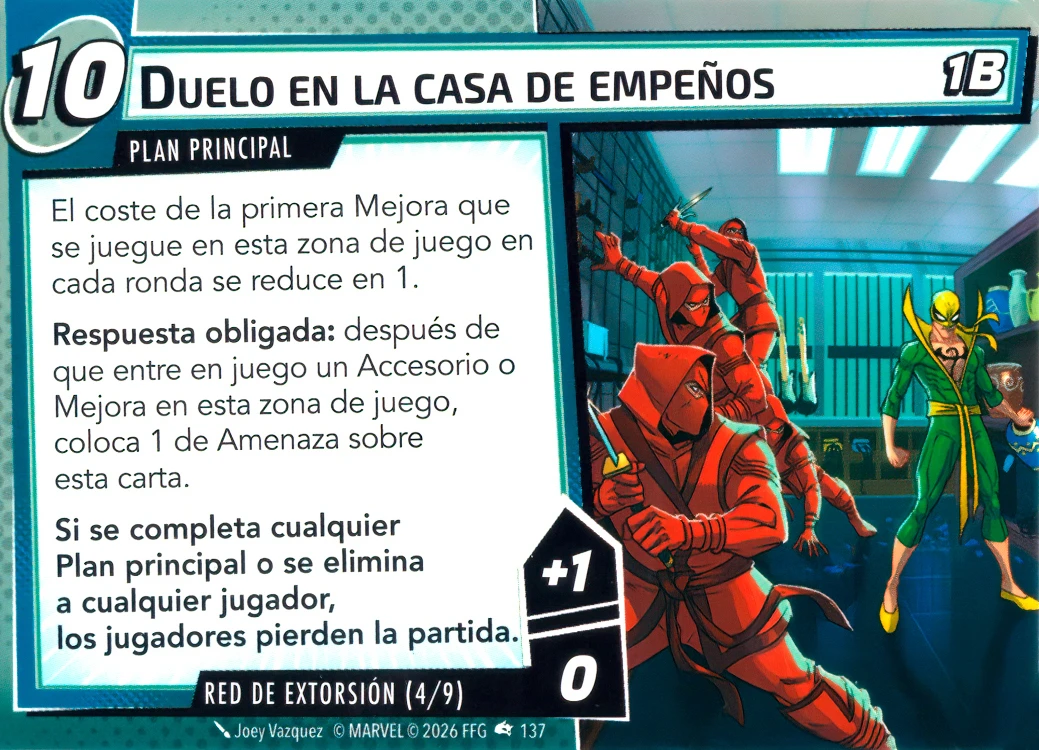 10
DUELO EN LA CASA DE EMPEÑOS
1B
PLAN PRINCIPAL
El coste de la primera Mejora que
se juegue en esta zona de juego en
cada ronda se reduce en 1.
Respuesta obligada: después de
que entre en juego un Accesorio o
Mejora en esta zona de juego,
coloca 1 de Amenaza sobre
esta carta.
Si se completa cualquier
Plan principal o se elimina
a cualquier jugador,
los jugadores pierden la partida.
+1
0
RED DE EXTORSIÓN (4/9)
Joey Vazquez © MARVEL © 2026 FFG 137